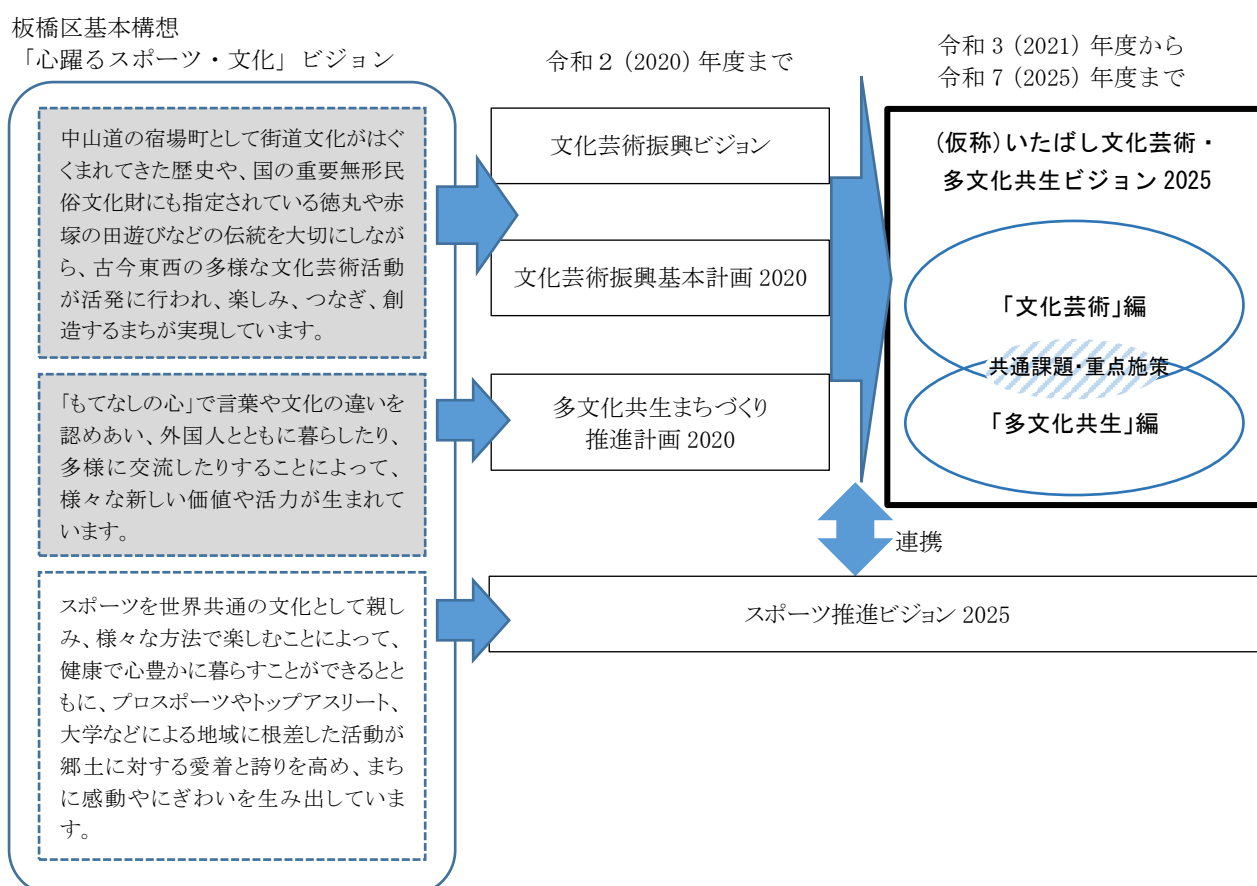 板橋区基本構想
「心躍るスポーツ・文化」ビジョン
令和２(2020)年度まで
令和3(2021)年度から
令和7(2025)年度まで
中山道の宿場町として街道文化がはぐ
くまれてきた歴史や、国の重要無形民
俗文化財にも指定されている徳丸や赤
塚の田遊びなどの伝統を大切にしなが
ら、古今東西の多様な文化芸術活動
が活発に行われ、楽しみ、つなぎ、創
造するまちが実現しています。
「もてなしの心」で言葉や文化の違いを
認めあい、外国人とともに暮らしたり、
多様に交流したりすることによって、
様々な新しい価値や活力が生まれて
います。
スポーツを世界共通の文化として親し
み、様々な方法で楽しむことによって、
健康で心豊かに暮らすことができるとと
もに、プロスポーツやトップアスリート、
大学などによる地域に根差した活動が
郷土に対する愛着と誇りを高め、まち
に感動やにぎわいを生み出していま
す。
文化芸術振興ビジョン
文化芸術振興基本計画2020
多文化共生まちづくり
推進計画2020
(仮称)いたばし文化芸術・
多文化共生ビジョン2025
「文化芸術」編
共通課題・重点施策
「多文化共生」編
連携
スポーツ推進ビジョン2025